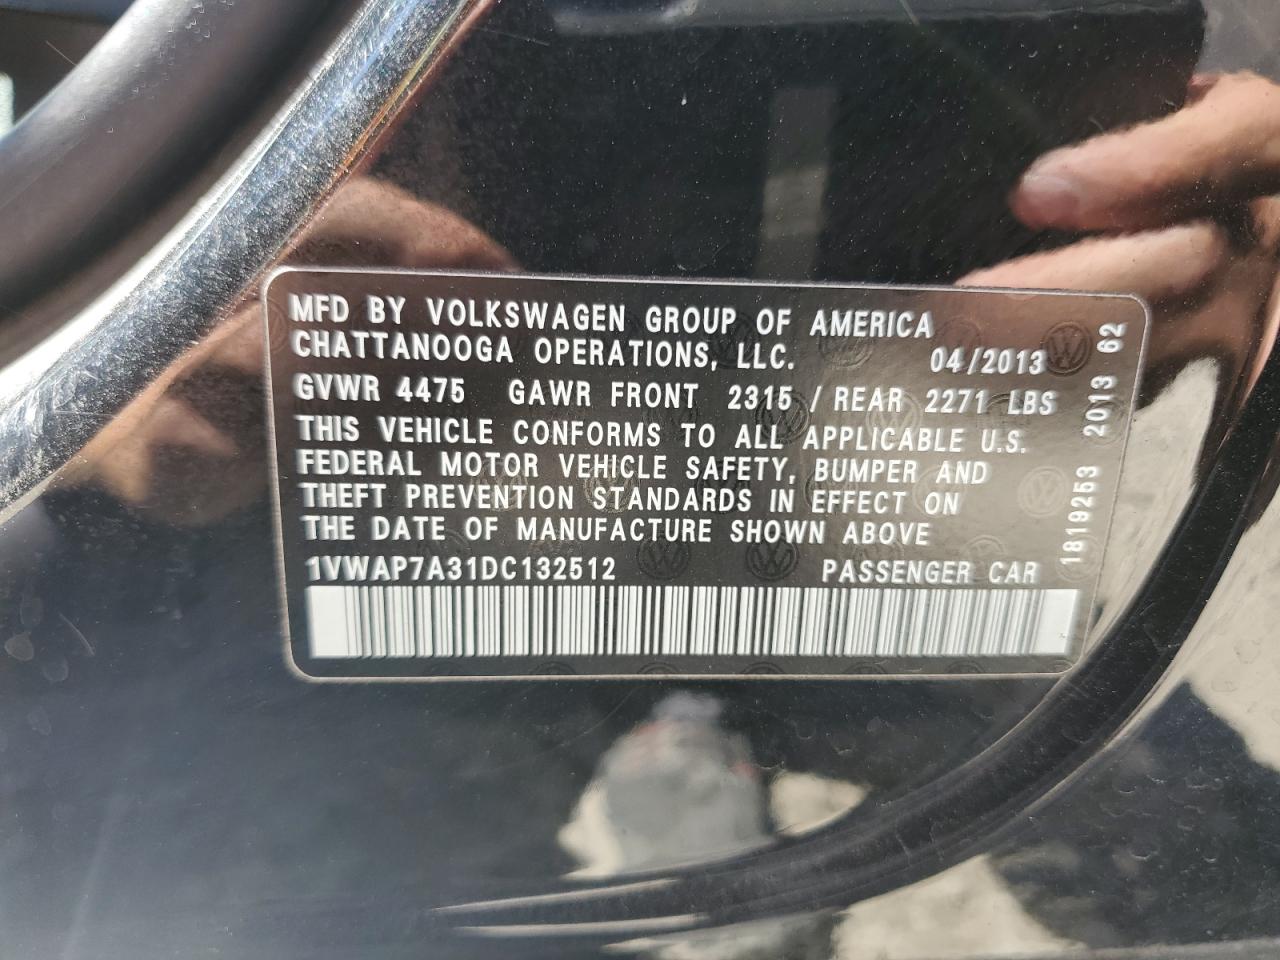 MFD BY VOLKSWAGEN GROUP OF AMERICA
CHATTANOOGA OPERATIONS, LLC. 04/2013
GVWR 4475 GAWR FRONT 2315 / REAR 2271 LBS
THIS VEHICLE CONFORMS TO ALL APPLICABLE U.S.
FEDERAL MOTOR VEHICLE SAFETY, BUMPER AND
THEFT PREVENTION STANDARDS IN EFFECT ON
THE DATE OF MANUFACTURE SHOWN ABOVE
1VWAP7A31DC132512 PASSENGER CAR
1819253 2013 62